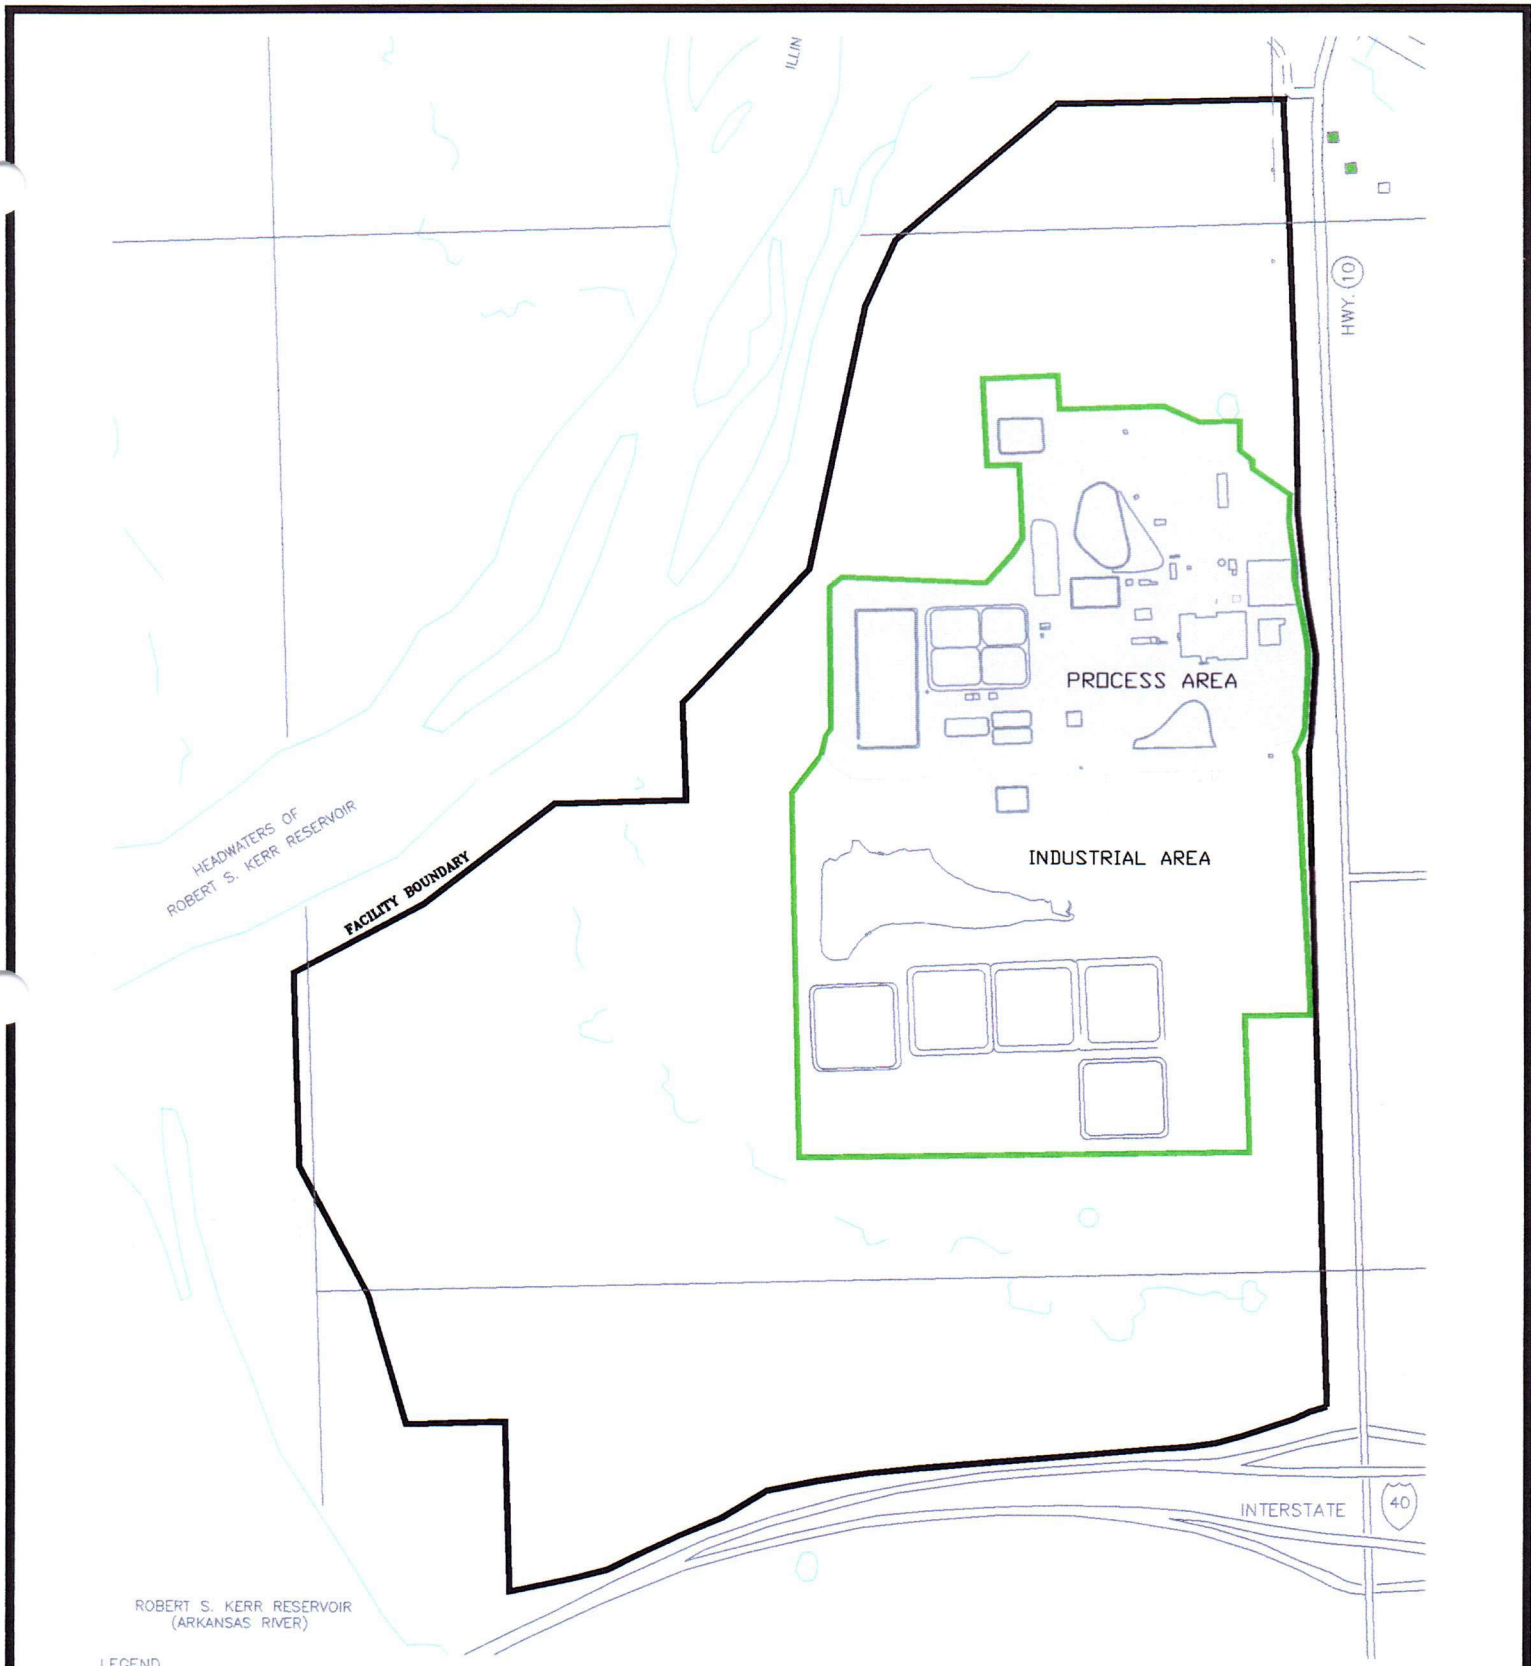 ILLIN
HWY. 10
PROCESS AREA
HEADWATERS OF
ROBERT S. KERR RESERVOIR
FACILITY BOUNDARY
INDUSTRIAL AREA
INTERSTATE 40
ROBERT S. KERR RESERVOIR
(ARKANSAS RIVER)
LEGEND